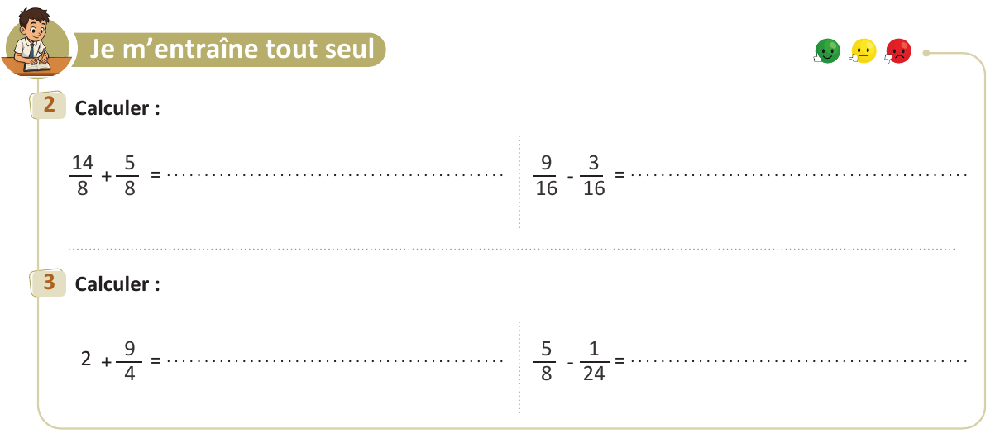 Je m’entraîne tout seul
2 Calculer :
14/8 + 5/8 = ............................................. 9/16 - 3/16 = .............................................
3 Calculer :
2 + 9/4 = ............................................. 5/8 - 1/24 = .............................................